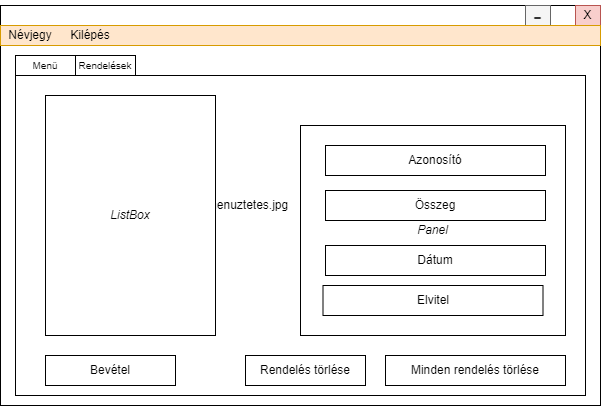 X
Névjegy Kilépés
Menü Rendelések
ListBox
enuztetes.jpg
Azonosító
Összeg
Panel
Dátum
Elvitel
Bevétel
Rendelés törlése
Minden rendelés törlése